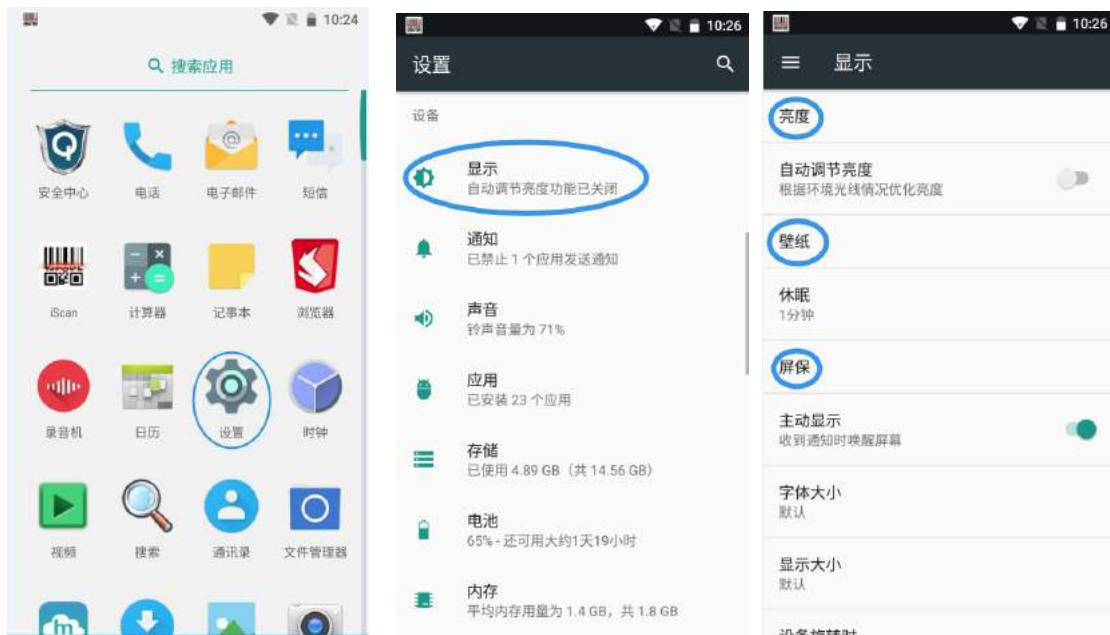 10:24
搜索应用
安全中心 电话 电子邮件 短信
iScan 计算器 记事本 浏览器
录音机 日历 设置 时钟
视频 搜索 通讯录 文件管理器
10:26
设置
设备
显示
自动调节亮度功能已关闭
通知
已禁止 1 个应用发送通知
声音
铃声音量为 71%
应用
已安装 23 个应用
存储
已使用 4.89 GB（共 14.56 GB）
电池
65% - 还可用大约1天19小时
内存
平均内存用量为 1.4 GB，共 1.8 GB
10:26
显示
亮度
自动调节亮度
根据环境光线情况优化亮度
壁纸
休眠
1分钟
屏保
主动显示
收到通知时唤醒屏幕
字体大小
默认
显示大小
默认
设备旋转时